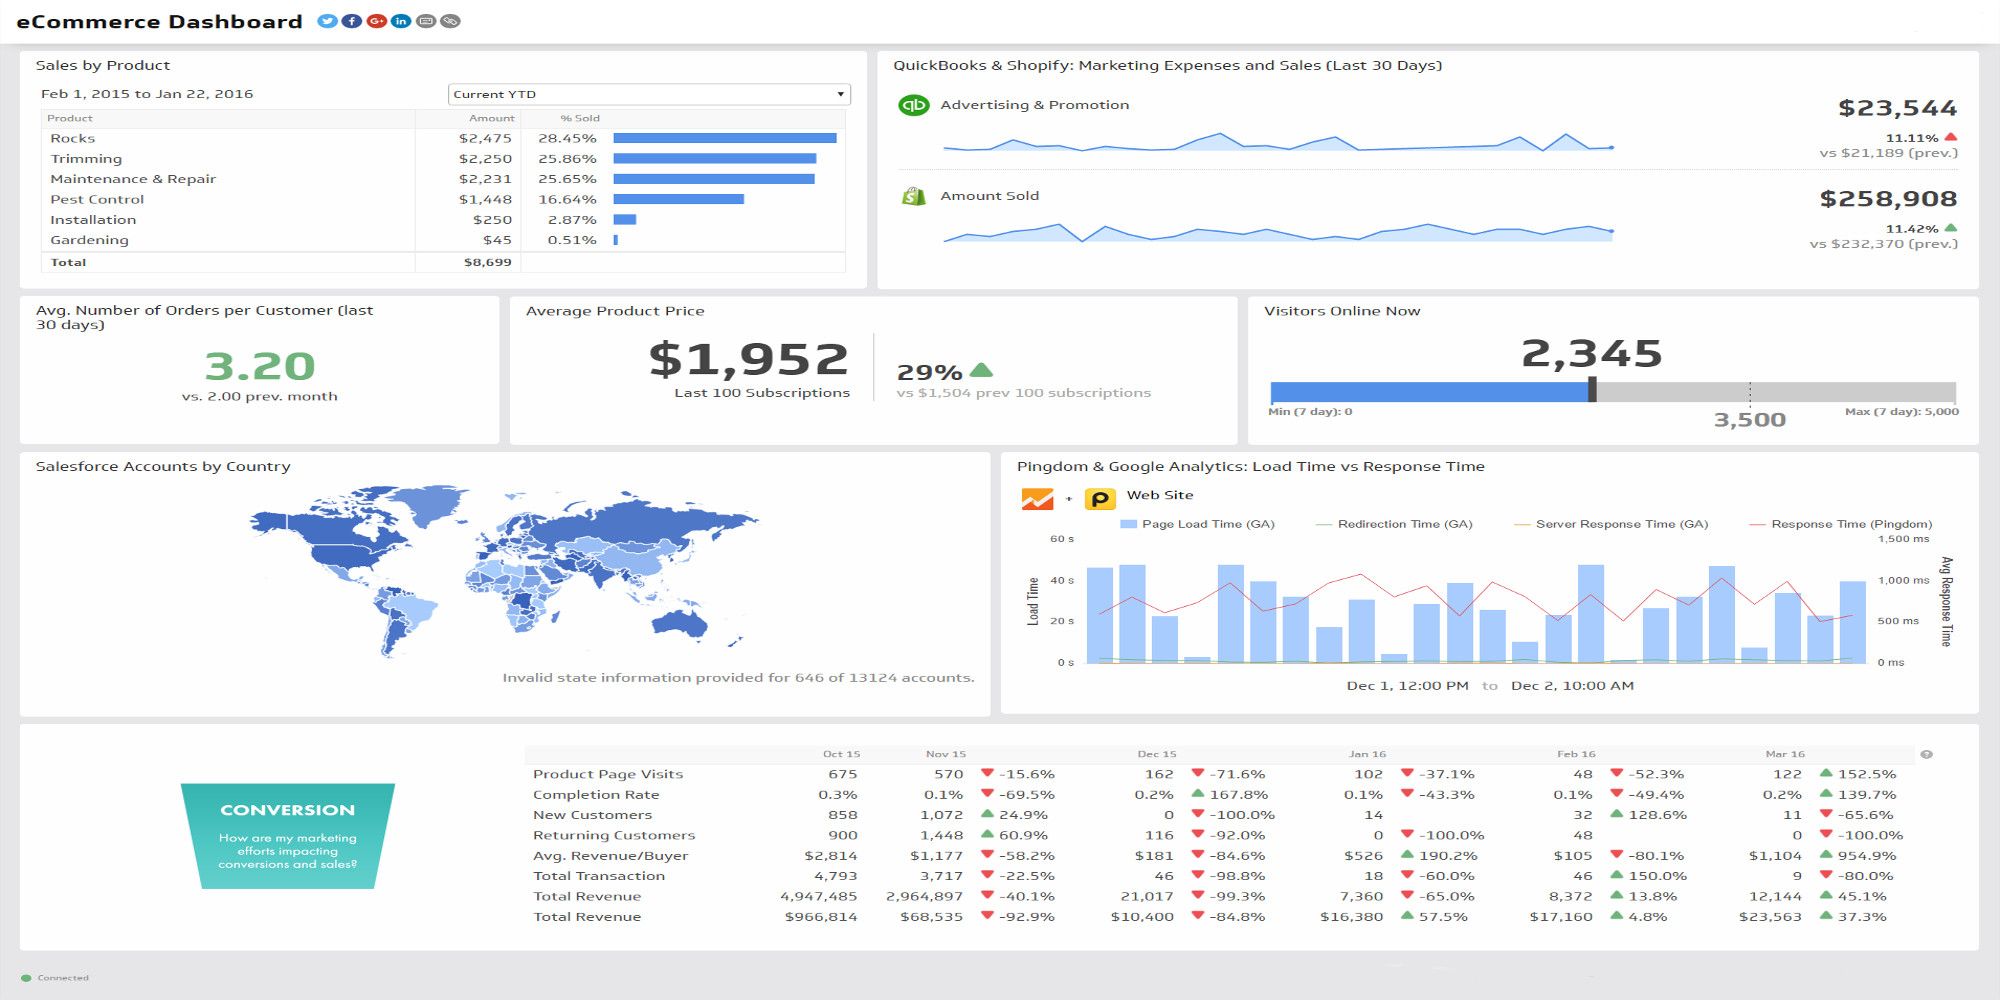 eCommerce Dashboard
Sales by Product
Feb 1, 2015 to Jan 22, 2016 Current YTD
Product Amount % Sold
Rocks $2,475 28.45%
Trimming $2,250 25.86%
Maintenance & Repair $2,231 25.65%
Pest Control $1,448 16.64%
Installation $250 2.87%
Gardening $45 0.51%
Total $8,699
QuickBooks & Shopify: Marketing Expenses and Sales (Last 30 Days)
qb Advertising & Promotion
$23,544
11.11%
vs $21,189 (prev.)
Amount Sold
$258,908
11.42%
vs $232,370 (prev.)
Avg. Number of Orders per Customer (last
30 days)
3.20
vs. 2.00 prev. month
Average Product Price
$1,952
Last 100 Subscriptions
29%
vs $1,504 prev 100 subscriptions
Visitors Online Now
2,345
Min (7 day): 0
3,500
Max (7 day): 5,000
Salesforce Accounts by Country
Invalid state information provided for 646 of 13124 accounts.
Pingdom & Google Analytics: Load Time vs Response Time
+ Web Site
Page Load Time (GA) Redirection Time (GA) Server Response Time (GA) Response Time (Pingdom)
60 s 1,500 ms
40 s 1,000 ms
20 s 500 ms
0 s 0 ms
Load Time
Avg Response Time
Dec 1, 12:00 PM to Dec 2, 10:00 AM
CONVERSION
How are my marketing
efforts impacting
conversions and sales?
Oct 15 Nov 15 Dec 15 Jan 16 Feb 16 Mar 16 ?
Product Page Visits 675 570 -15.6% 162 -71.6% 102 -37.1% 48 -52.3% 122 152.5%
Completion Rate 0.3% 0.1% -69.5% 0.2% 167.8% 0.1% -43.3% 0.1% -49.4% 0.2% 139.7%
New Customers 858 1,072 24.9% 0 -100.0% 14 32 128.6% 11 -65.6%
Returning Customers 900 1,448 60.9% 116 -92.0% 0 -100.0% 48 0 -100.0%
Avg. Revenue/Buyer $2,814 $1,177 -58.2% $181 -84.6% $526 190.2% $105 -80.1% $1,104 954.9%
Total Transaction 4,793 3,717 -22.5% 46 -98.8% 18 -60.0% 46 150.0% 9 -80.0%
Total Revenue 4,947,485 2,964,897 -40.1% 21,017 -99.3% 7,360 -65.0% 8,372 13.8% 12,144 45.1%
Total Revenue $966,814 $68,535 -92.9% $10,400 -84.8% $16,380 57.5% $17,160 4.8% $23,563 37.3%
Connected